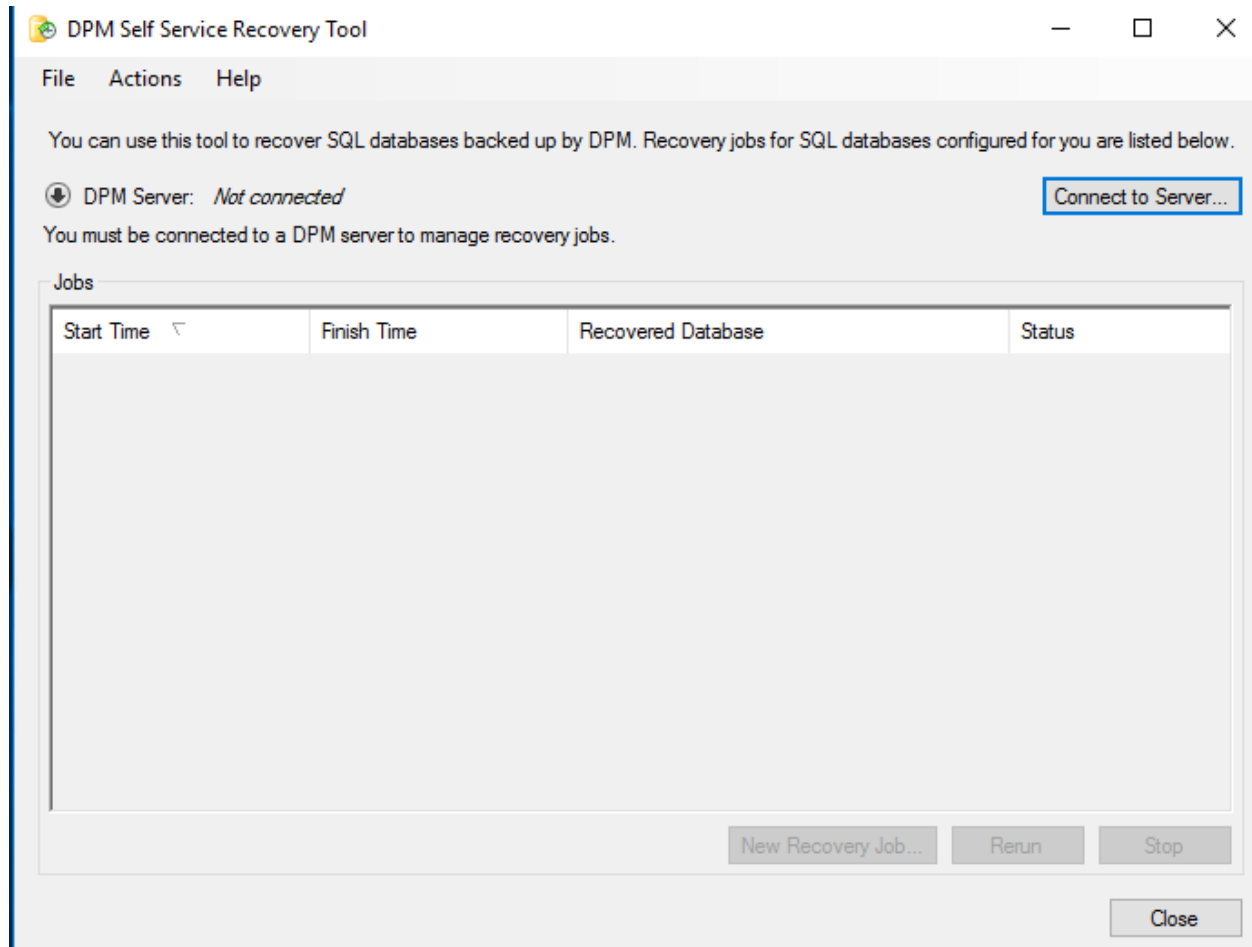 DPM Self Service Recovery Tool
File Actions Help
You can use this tool to recover SQL databases backed up by DPM. Recovery jobs for SQL databases configured for you are listed below.
DPM Server: Not connected Connect to Server...
You must be connected to a DPM server to manage recovery jobs.
Jobs
Start Time Finish Time Recovered Database Status
New Recovery Job... Rerun Stop
Close